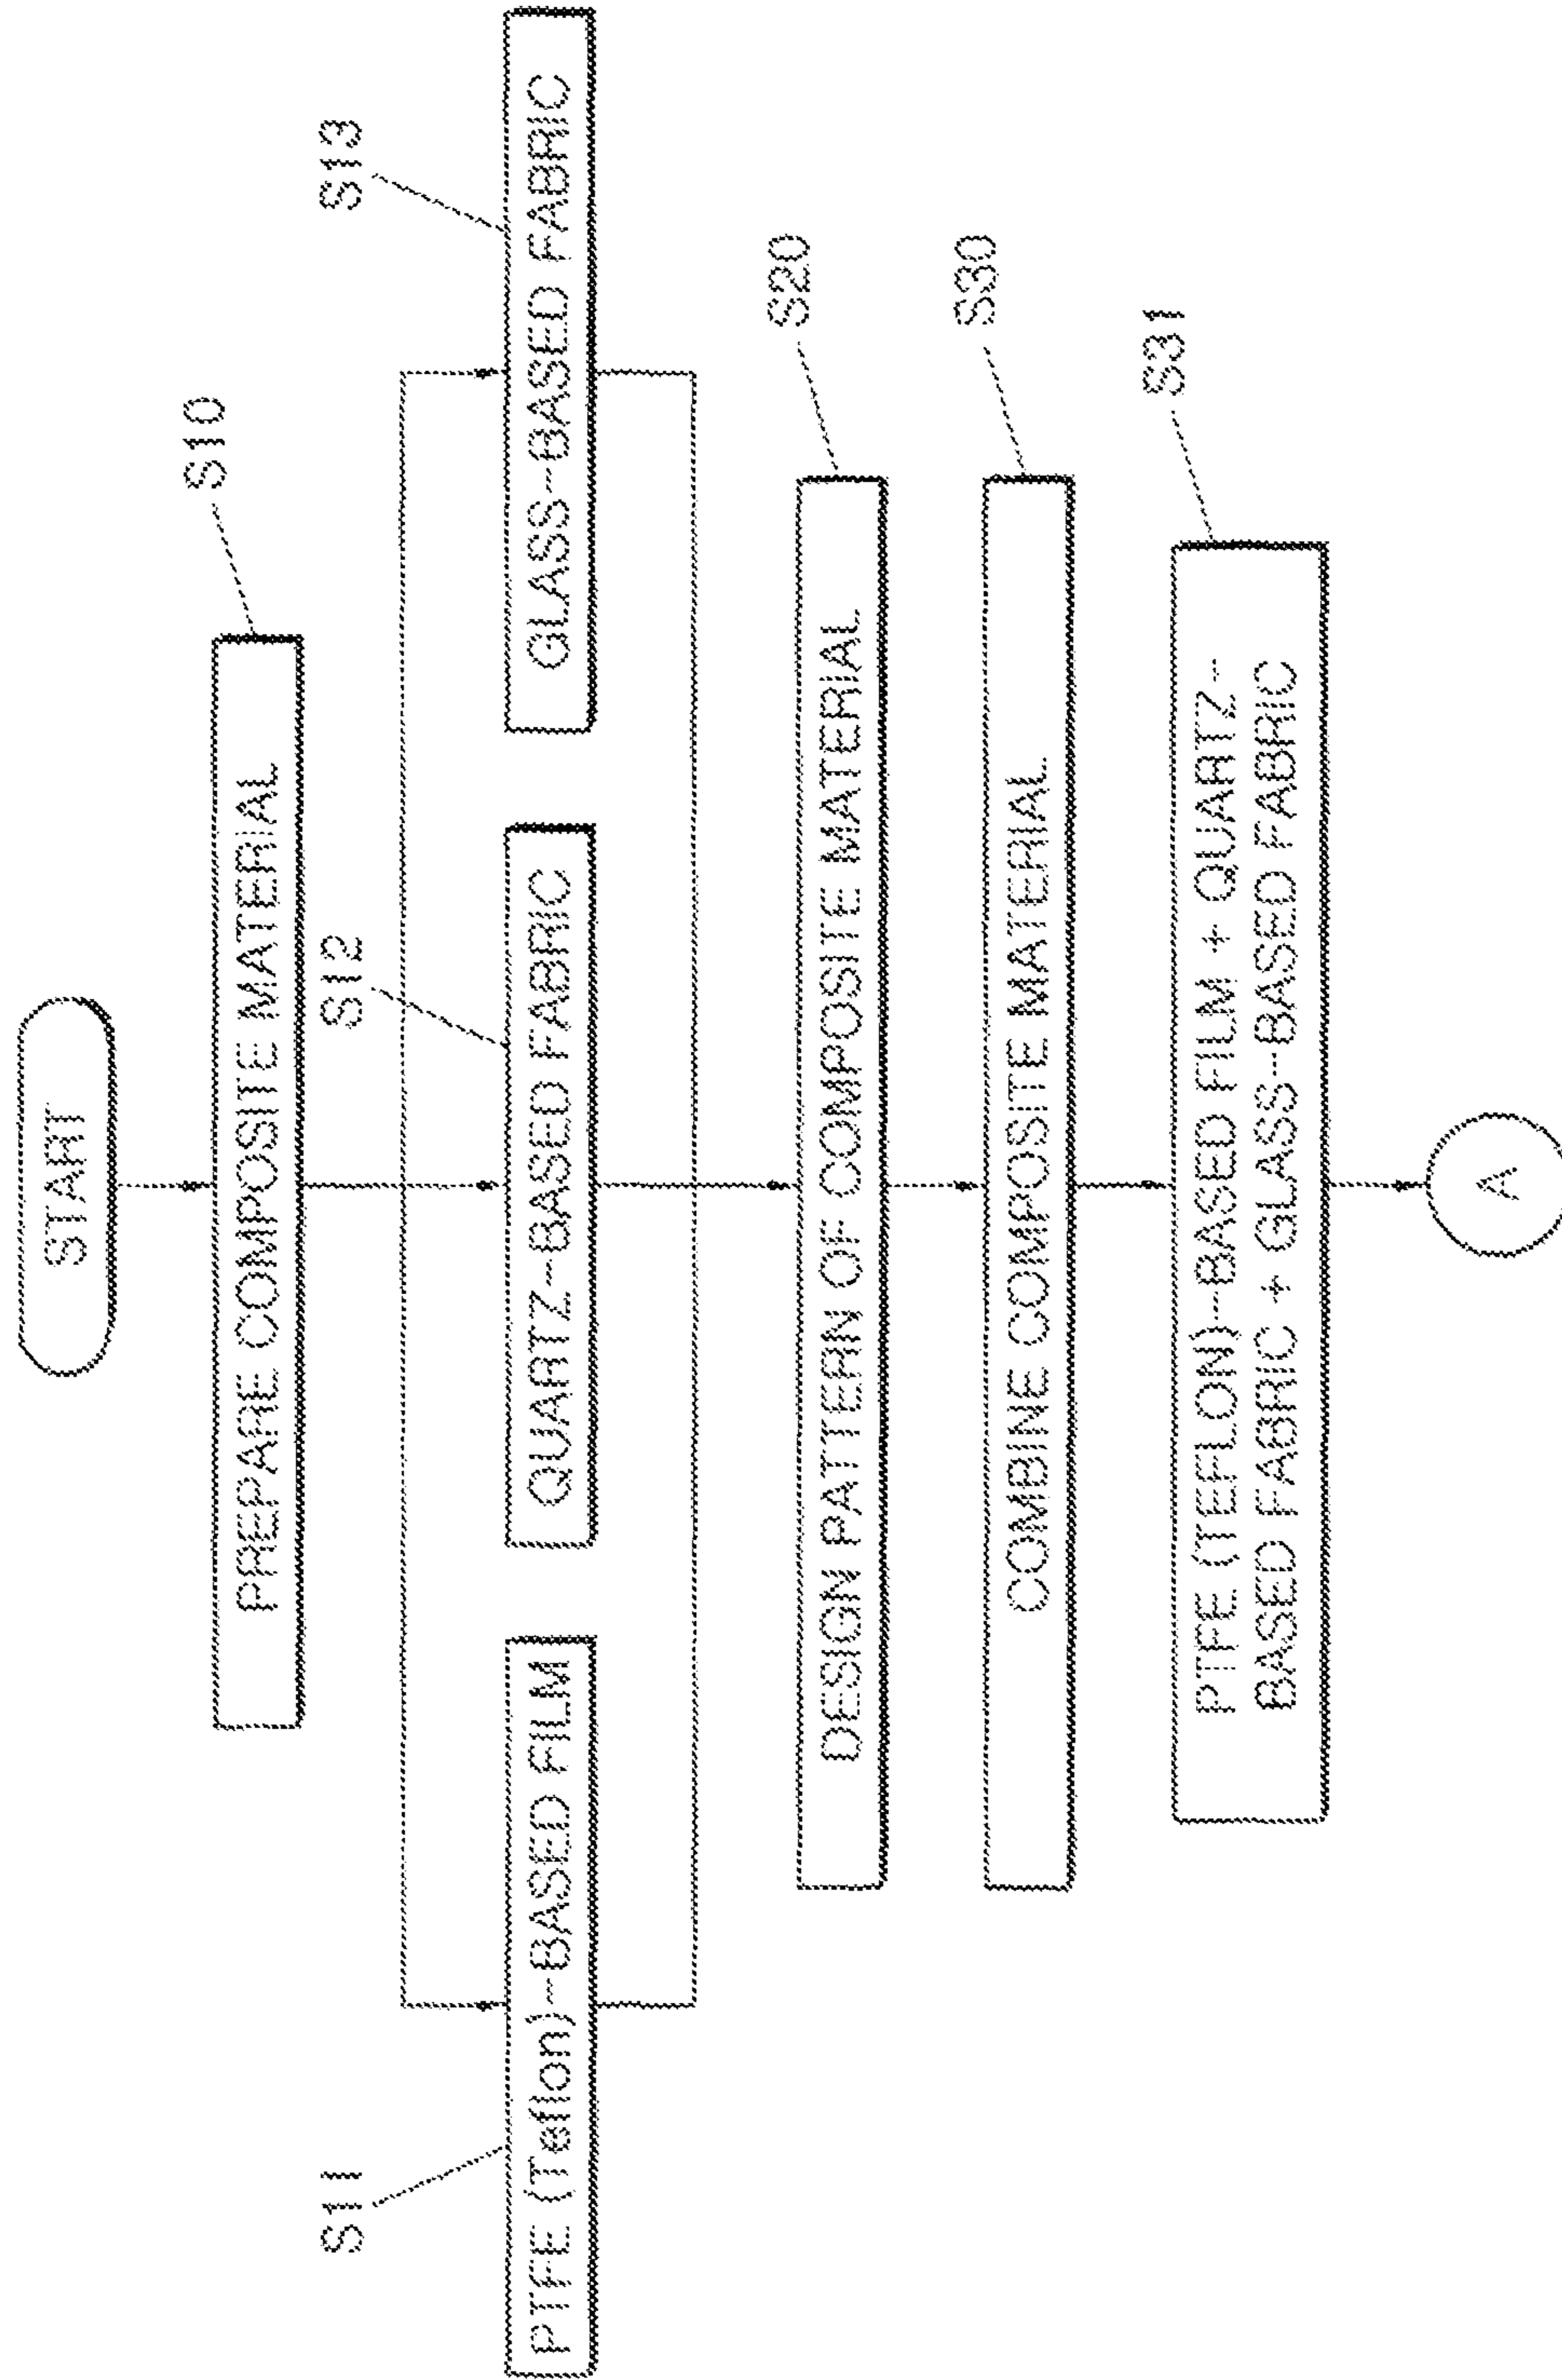 START
PREPARE COMPOSITE MATERIAL
S10
S11
S12
S13
PTFE (Teflon)-BASED FILM
QUARTZ-BASED FABRIC
GLASS-BASED FABRIC
DESIGN PATTERN OF COMPOSITE MATERIAL
S20
COMBINE COMPOSITE MATERIAL
S30
PTFE (TEFLON)-BASED FILM + QUARTZ-
BASED FABRIC + GLASS-BASED FABRIC
S31
A